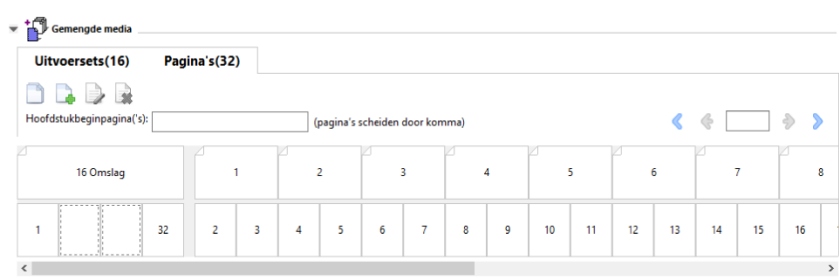 Gemengde media
Uitvoersets(16) Pagina's(32)
Hoofdstukbeginpagina('s): (pagina's scheiden door komma)
16 Omslag 1 2 3 4 5 6 7 8
1 32 2 3 4 5 6 7 8 9 10 11 12 13 14 15 16